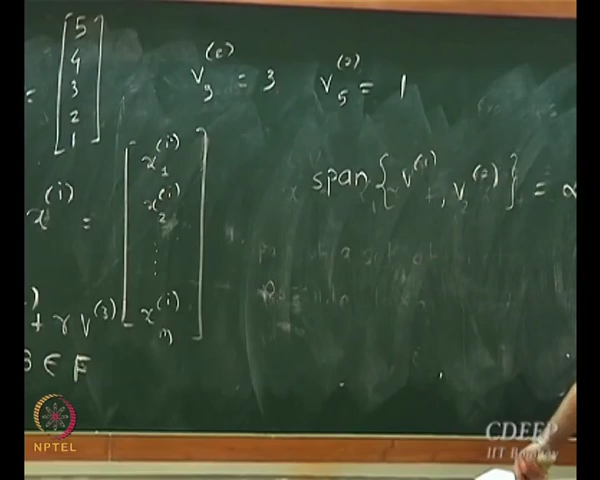 = [5 4 3 2 1]
v_3^(2) = 3 v_5^(2) = 1
x^(i) = [x_1^(i) x_2^(i) ⋮ x_m^(i)]
span { v^(1), v^(2) } = α
+ γ v^(3)
∈ F
NPTEL
CDEEP
IIT Bombay